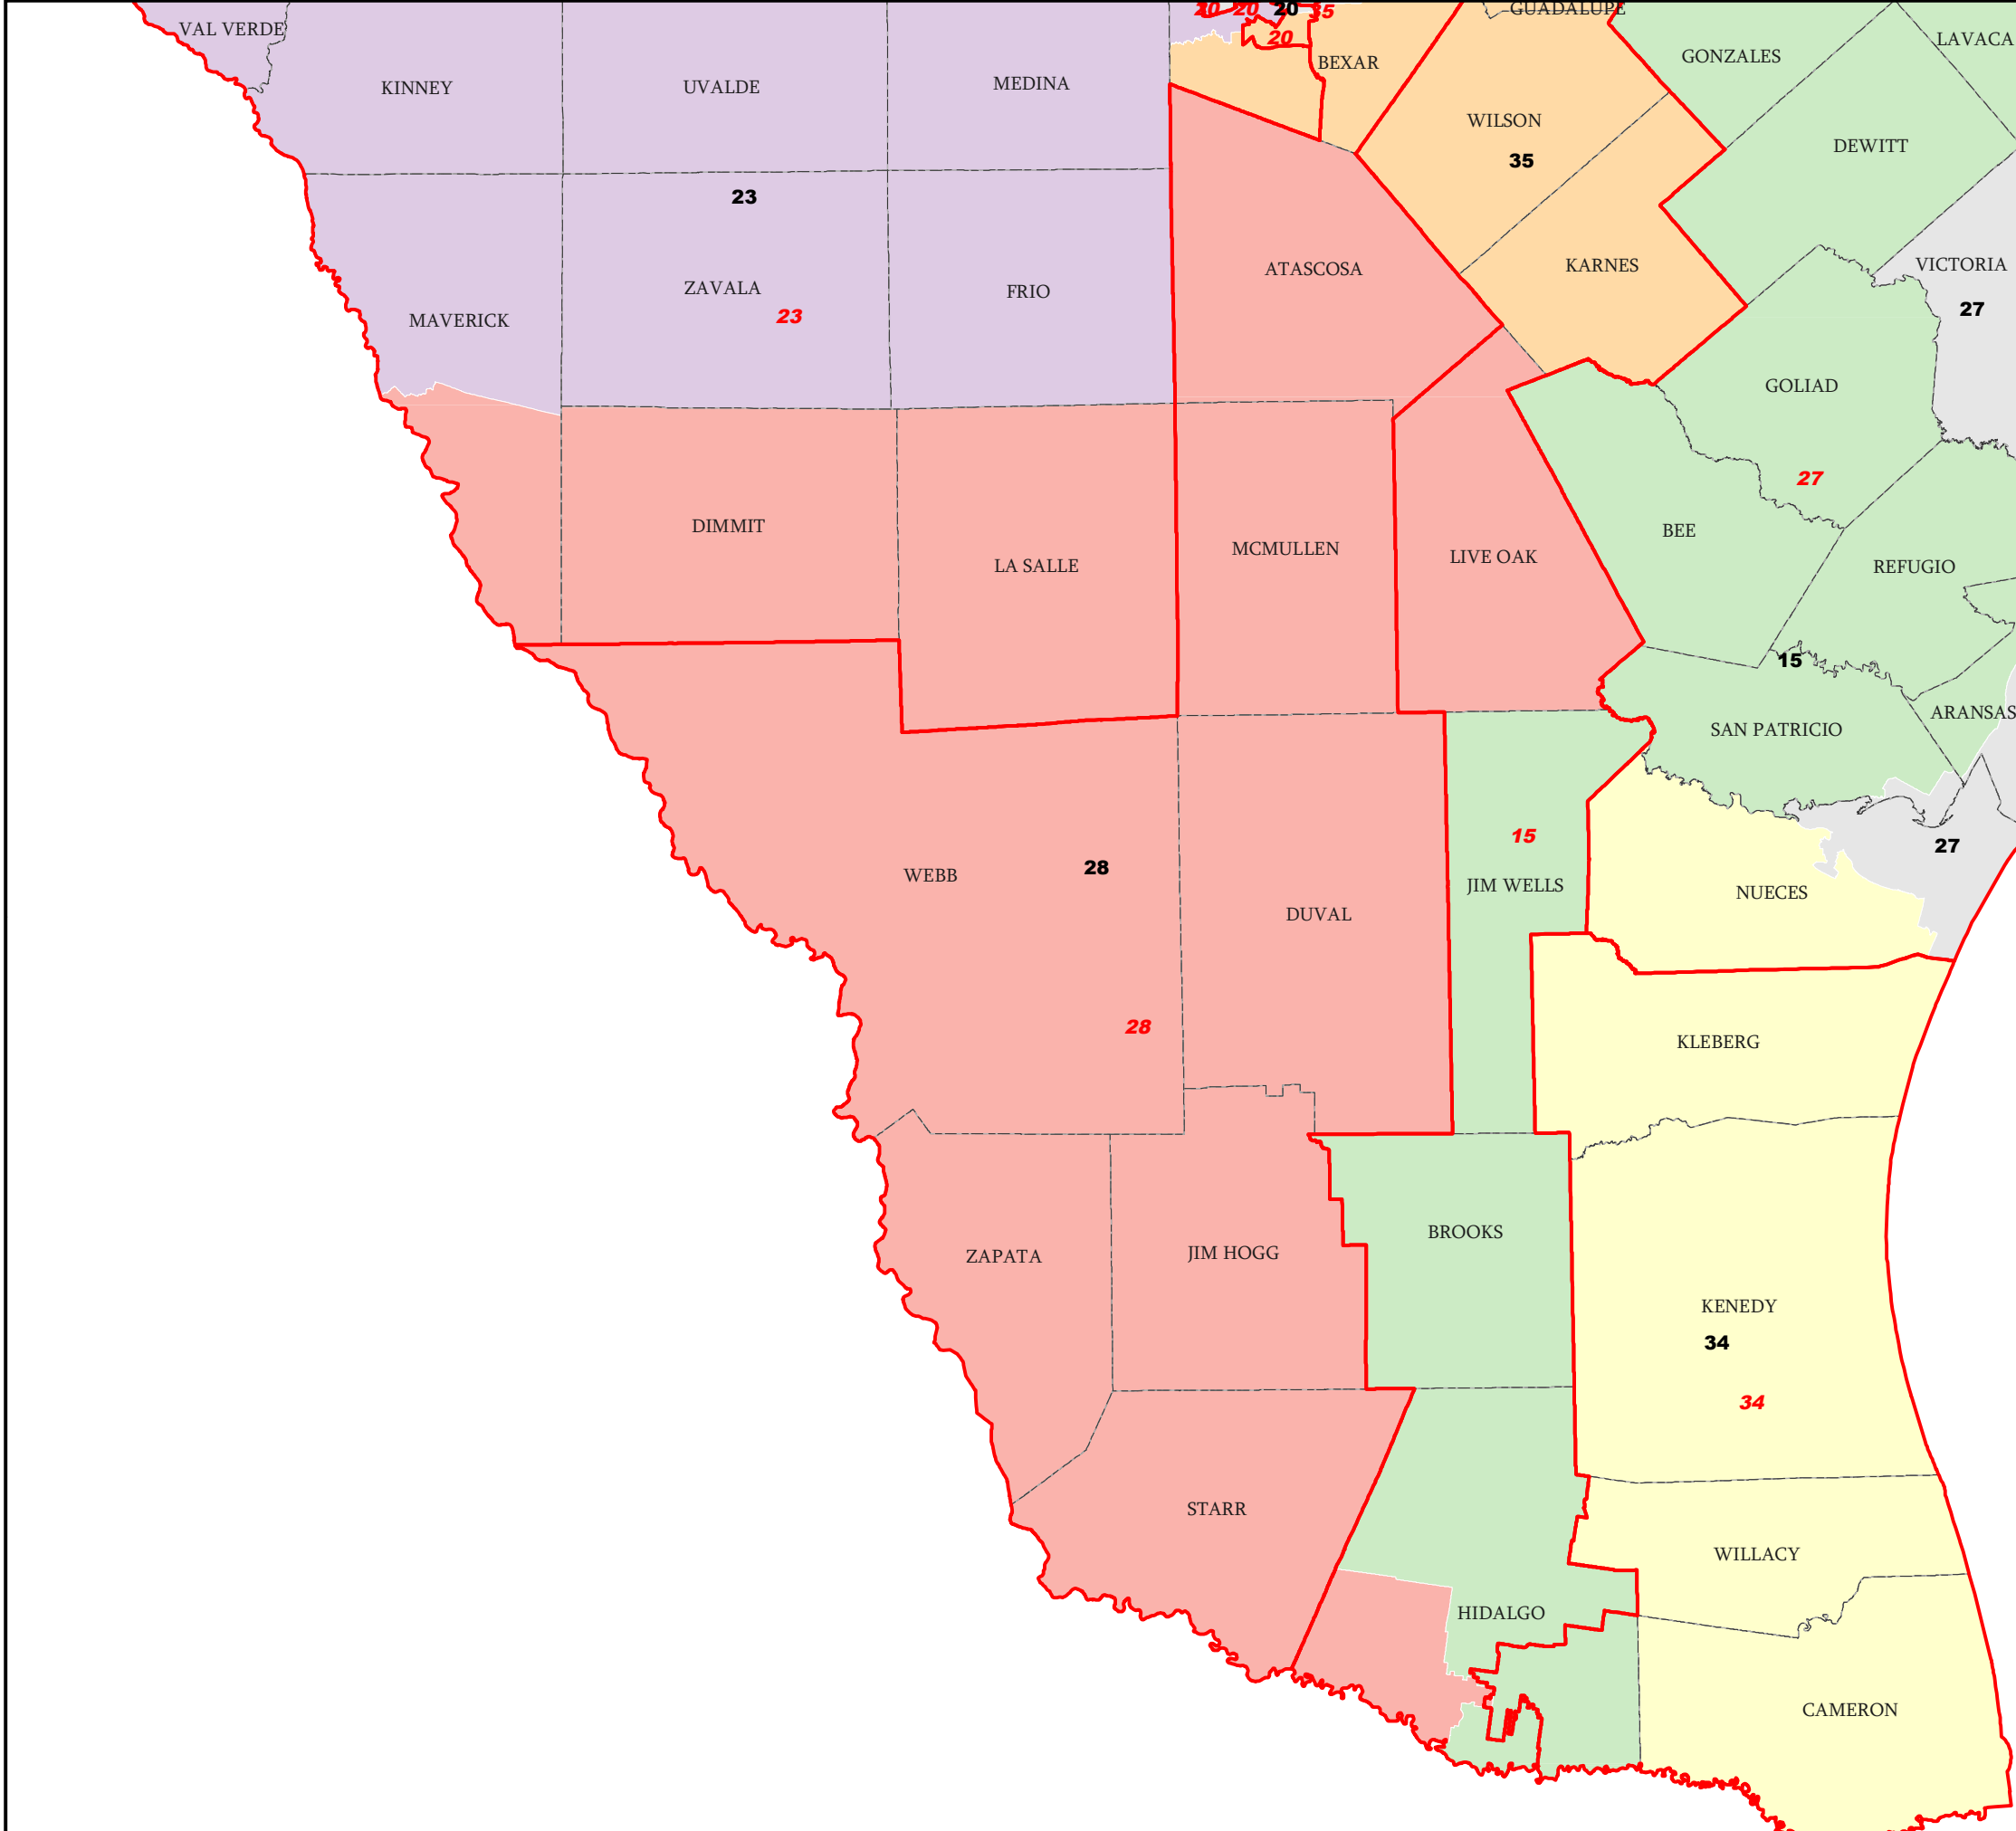 20 20 20 35
GUADALUPE
VAL VERDE
20
LAVACA
GONZALES
BEXAR
KINNEY
UVALDE
MEDINA
WILSON
DEWITT
35
23
VICTORIA
KARNES
ATASCOSA
ZAVALA
FRIO
27
23
MAVERICK
GOLIAD
27
DIMMIT
BEE
MCMULLEN
LIVE OAK
LA SALLE
REFUGIO
15
ARANSAS
SAN PATRICIO
15
27
28
WEBB
JIM WELLS
NUECES
DUVAL
28
KLEBERG
BROOKS
ZAPATA
JIM HOGG
KENEDY
34
34
STARR
WILLACY
HIDALGO
CAMERON